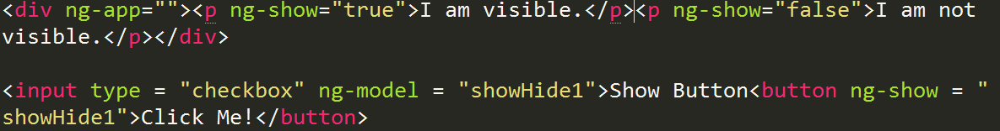 <div ng-app=""><p ng-show="true">I am visible.</p><p ng-show="false">I am not
visible.</p></div>
<input type = "checkbox" ng-model = "showHide1">Show Button<button ng-show = "
showHide1">Click Me!</button>